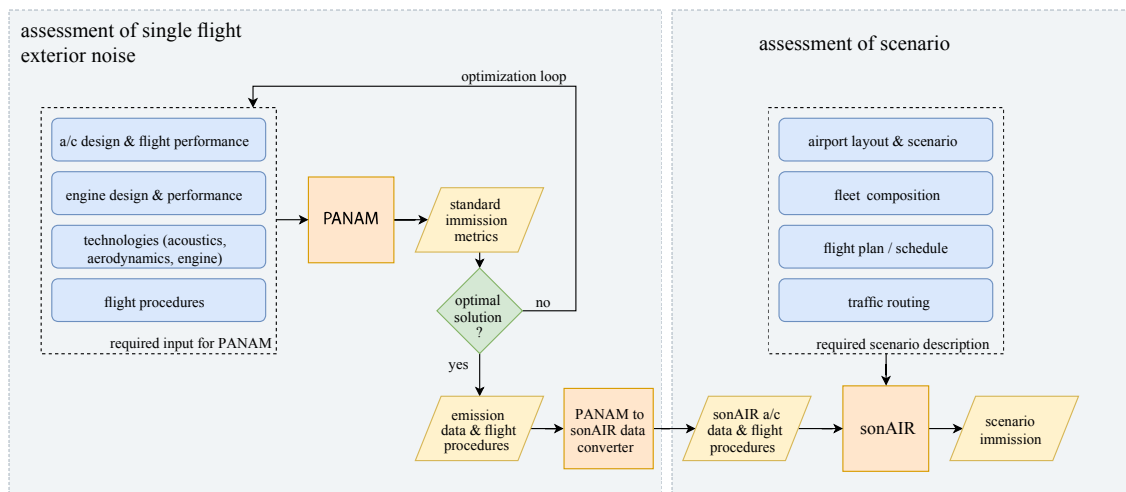 assessment of single flight
exterior noise
optimization loop
a/c design & flight performance
engine design & performance
technologies (acoustics,
aerodynamics, engine)
flight procedures
required input for PANAM
PANAM
standard
immission
metrics
optimal
solution
?
no
yes
emission
data & flight
procedures
PANAM to
sonAIR data
converter
assessment of scenario
airport layout & scenario
fleet composition
flight plan / schedule
traffic routing
required scenario description
sonAIR a/c
data & flight
procedures
sonAIR
scenario
immission